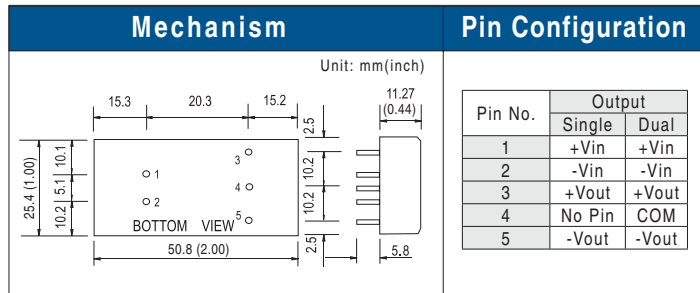 Mechanism
Pin Configuration
Unit: mm(inch)
15.3
20.3
15.2
11.27
(0.44)
2.5
10.2
10.2
2.5
25.4 (1.00)
10.1
5.1
10.2
1
2
3
4
5
BOTTOM VIEW
50.8 (2.00)
5.8
Pin No. Output
Single Dual
1 +Vin +Vin
2 -Vin -Vin
3 +Vout +Vout
4 No Pin COM
5 -Vout -Vout